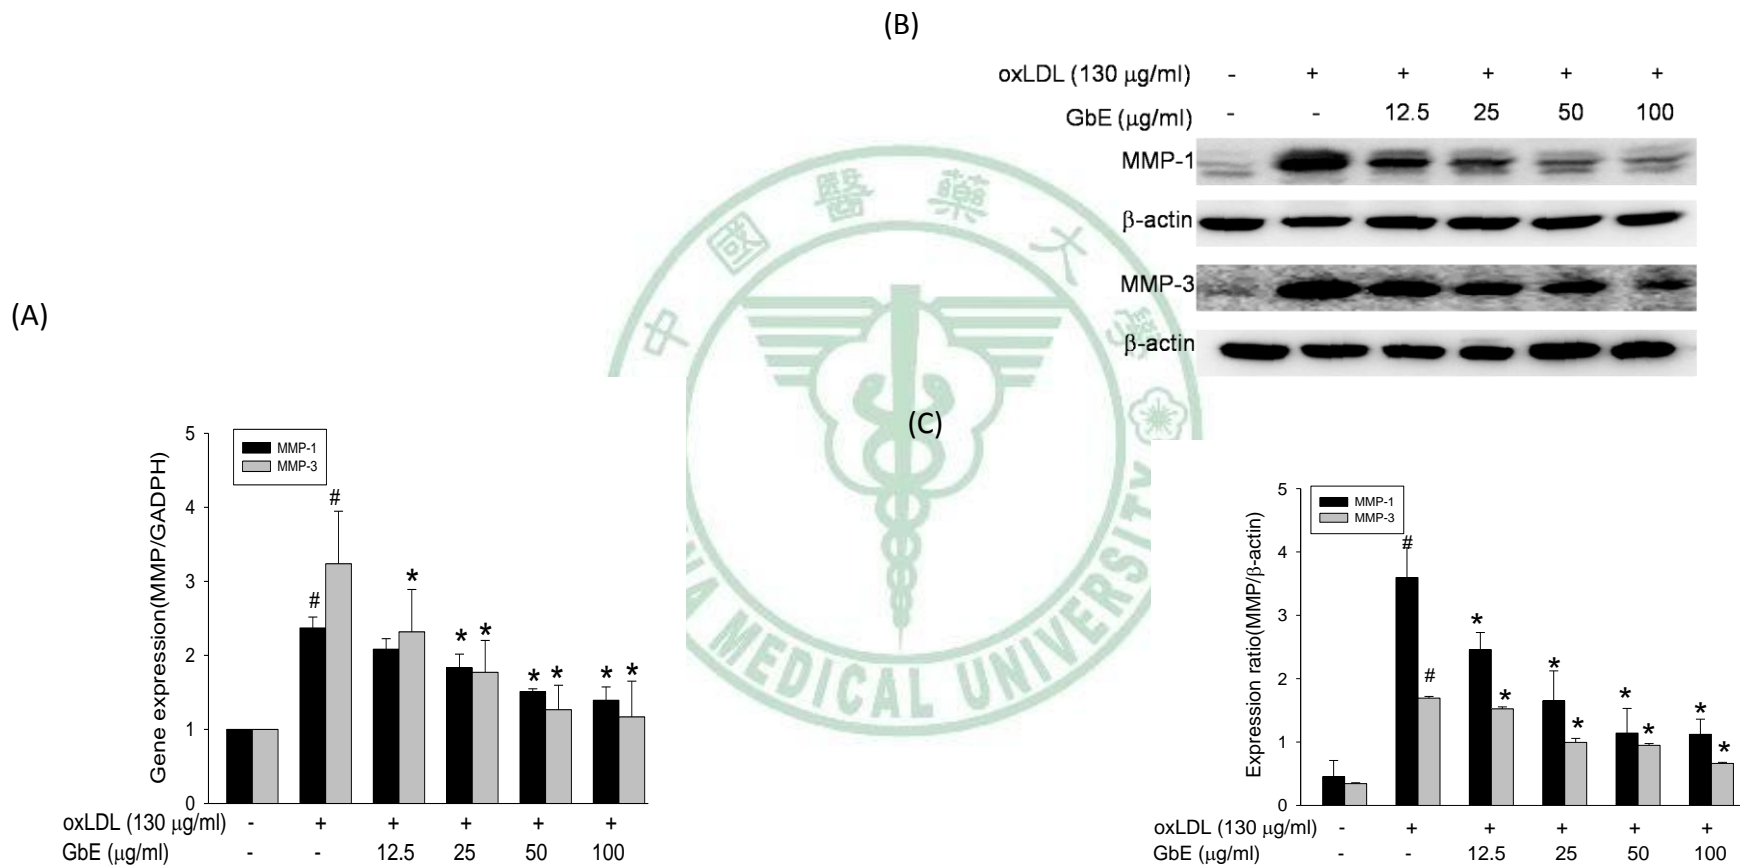 (B)
oxLDL (130 μg/ml) - + + + + +
GbE (μg/ml) - - 12.5 25 50 100
MMP-1
β-actin
MMP-3
β-actin
中國醫藥大學
MEDICAL UNIVERSITY
(A)
5
4
3
2
1
0
Gene expression(MMP/GADPH)
MMP-1
MMP-3
# #
*
* *
* *
* *
oxLDL (130 μg/ml) - + + + + +
GbE (μg/ml) - - 12.5 25 50 100
(C)
5
4
3
2
1
0
Expression ratio(MMP/β-actin)
MMP-1
MMP-3
# #
* *
* *
* *
* *
oxLDL (130 μg/ml) - + + + + +
GbE (μg/ml) - - 12.5 25 50 100